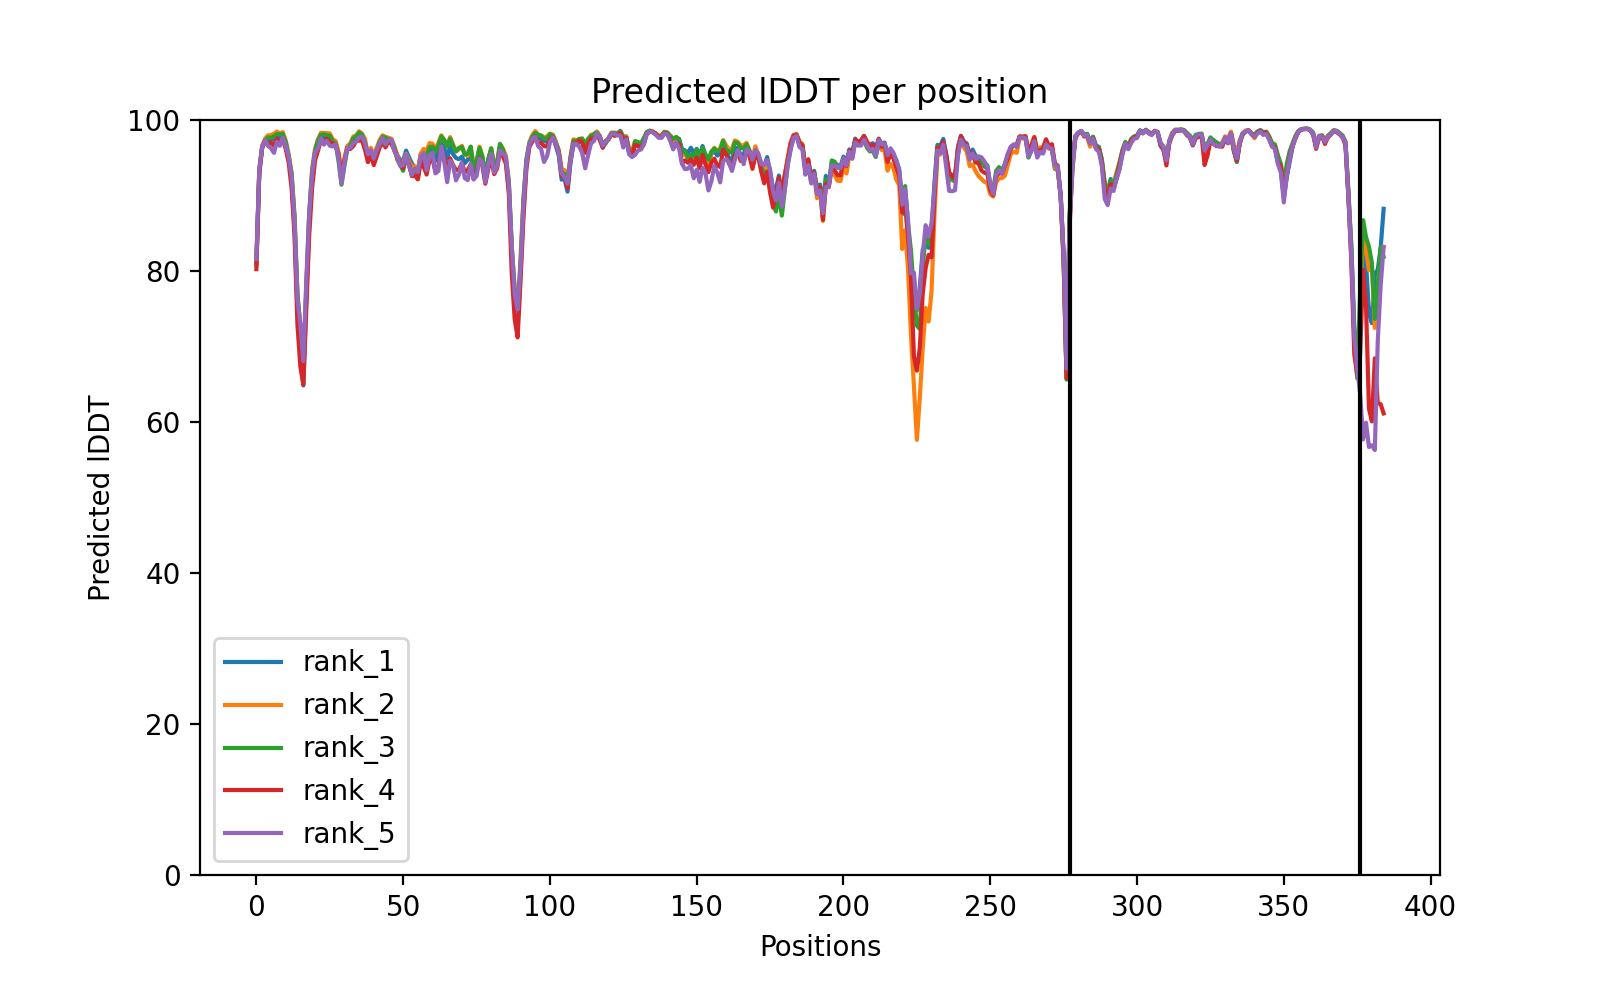 Predicted lDDT per position
100
80
60
40
20
0
Predicted lDDT
rank_1
rank_2
rank_3
rank_4
rank_5
0 50 100 150 200 250 300 350 400
Positions